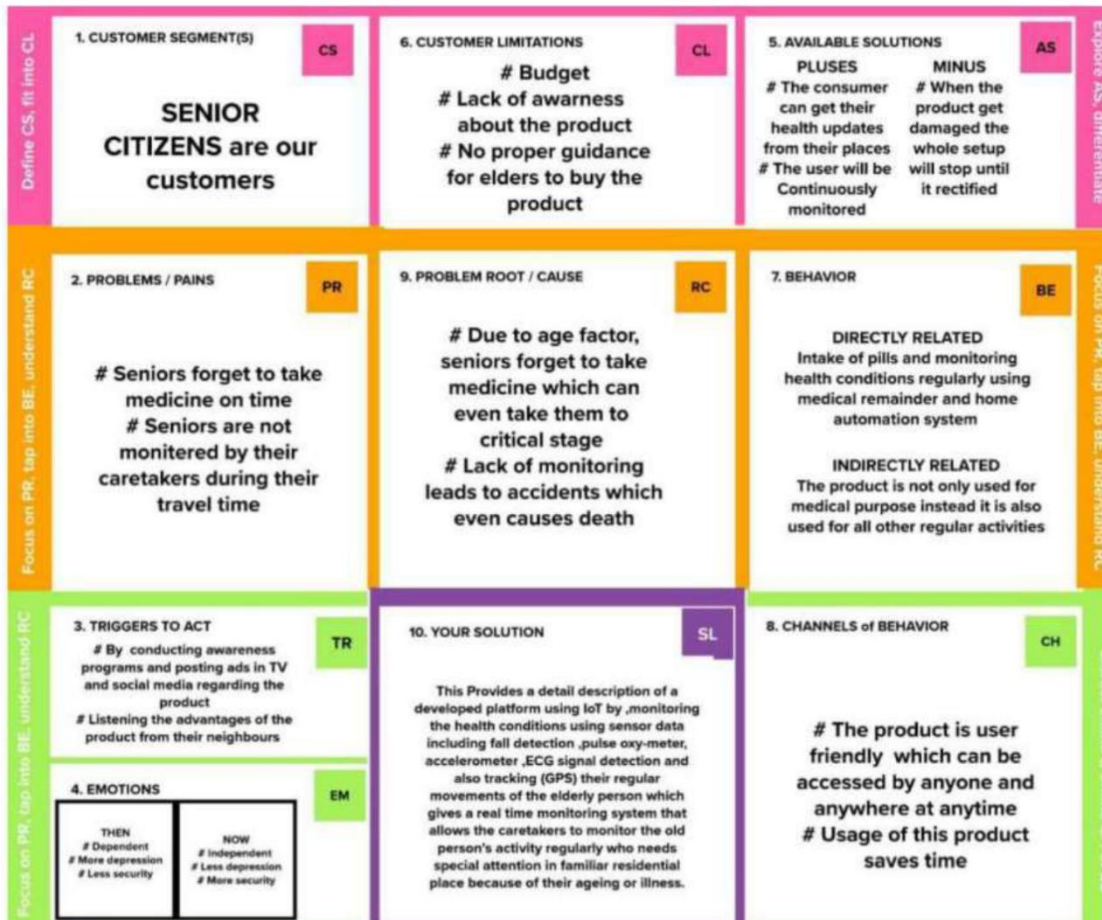 Define CS, fit into CL
1. CUSTOMER SEGMENT(S)
CS
SENIOR
CITIZENS are our
customers
6. CUSTOMER LIMITATIONS
CL
# Budget
# Lack of awarness
about the product
# No proper guidance
for elders to buy the
product
5. AVAILABLE SOLUTIONS
AS
PLUSES
# The consumer
can get their
health updates
from their places
# The user will be
Continuously
monitored
MINUS
# When the
product get
damaged the
whole setup
will stop until
it rectified
Explore AS, differentiate
Focus on PR, tap into BE, understand RC
2. PROBLEMS / PAINS
PR
# Seniors forget to take
medicine on time
# Seniors are not
monitered by their
caretakers during their
travel time
9. PROBLEM ROOT / CAUSE
RC
# Due to age factor,
seniors forget to take
medicine which can
even take them to
critical stage
# Lack of monitoring
leads to accidents which
even causes death
7. BEHAVIOR
BE
DIRECTLY RELATED
Intake of pills and monitoring
health conditions regularly using
medical remainder and home
automation system
INDIRECTLY RELATED
The product is not only used for
medical purpose instead it is also
used for all other regular activities
Focus on PR, tap into BE, understand RC
Focus on PR, tap into BE, understand RC
3. TRIGGERS TO ACT
TR
# By conducting awareness
programs and posting ads in TV
and social media regarding the
product
# Listening the advantages of the
product from their neighbours
4. EMOTIONS
EM
THEN
# Dependent
# More depression
# Less security
NOW
# Independent
# Less depression
# More security
10. YOUR SOLUTION
SL
This Provides a detail description of a
developed platform using IoT by ,monitoring
the health conditions using sensor data
including fall detection ,pulse oxy-meter,
accelerometer ,ECG signal detection and
also tracking (GPS) their regular
movements of the elderly person which
gives a real time monitoring system that
allows the caretakers to monitor the old
person's activity regularly who needs
special attention in familiar residential
place because of their ageing or illness.
8. CHANNELS of BEHAVIOR
CH
# The product is user
friendly which can be
accessed by anyone and
anywhere at anytime
# Usage of this product
saves time